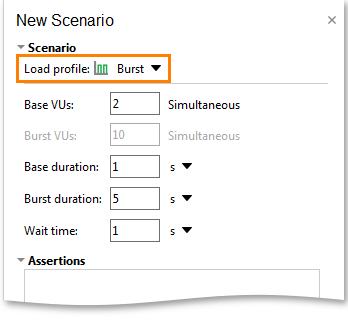 New Scenario
Scenario
Load profile: Burst
Base VUs: 2 Simultaneous
Burst VUs: 10 Simultaneous
Base duration: 1 s
Burst duration: 5 s
Wait time: 1 s
Assertions